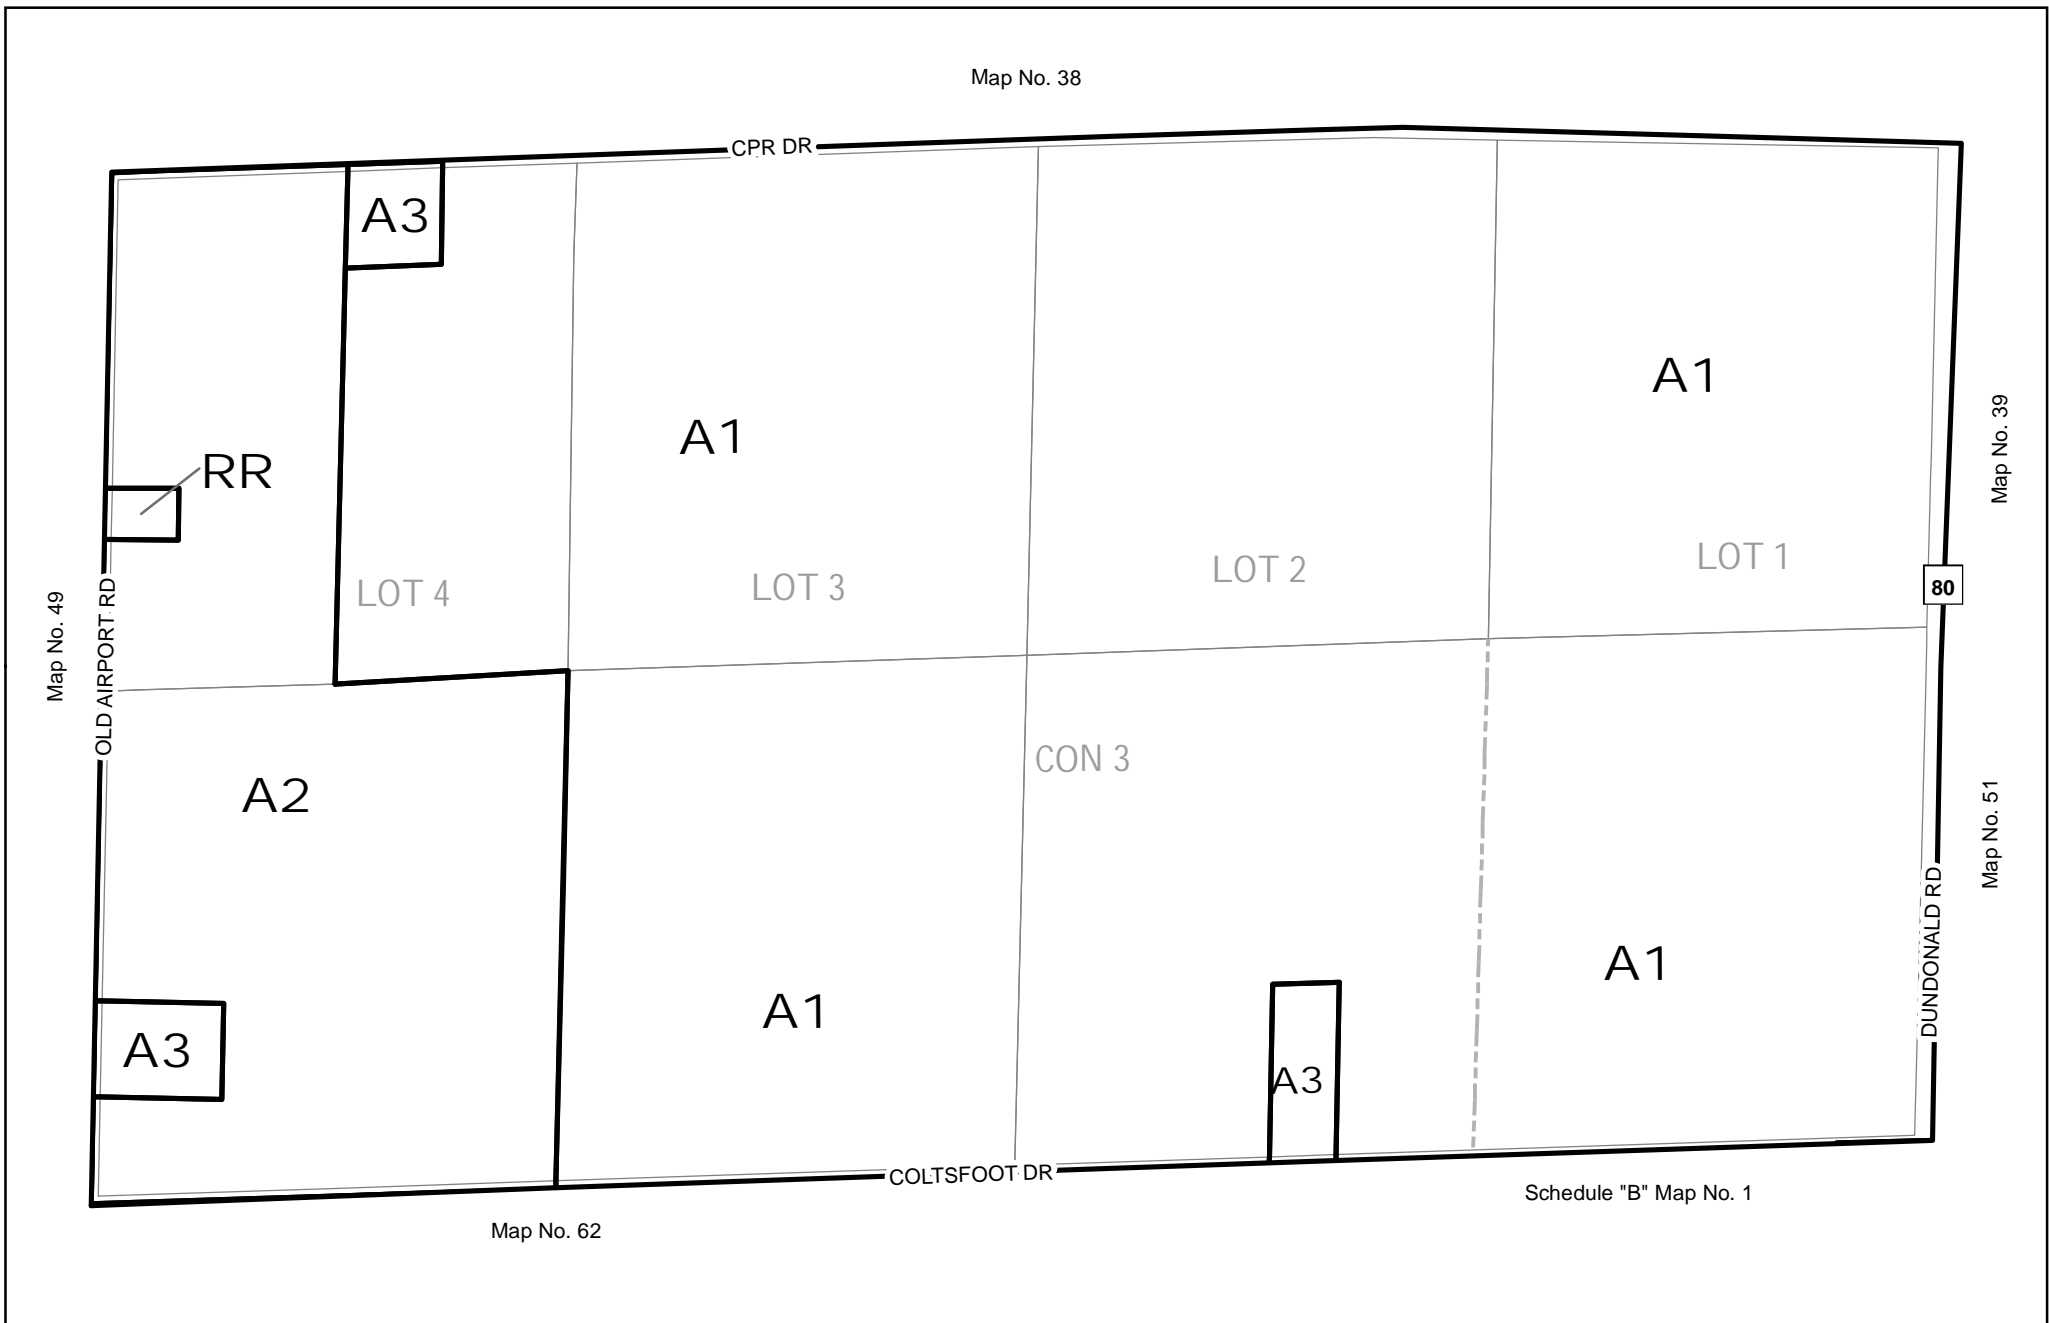 Map No. 38
CPR DR
A3
A1
A1
Map No. 39
RR
LOT 1
LOT 2
LOT 3
LOT 4
80
Map No. 49
OLD AIRPORT RD
CON 3
A2
Map No. 51
DUNDONALD RD
A1
A1
A3
A3
COLTSFOOT DR
Schedule "B" Map No. 1
Map No. 62